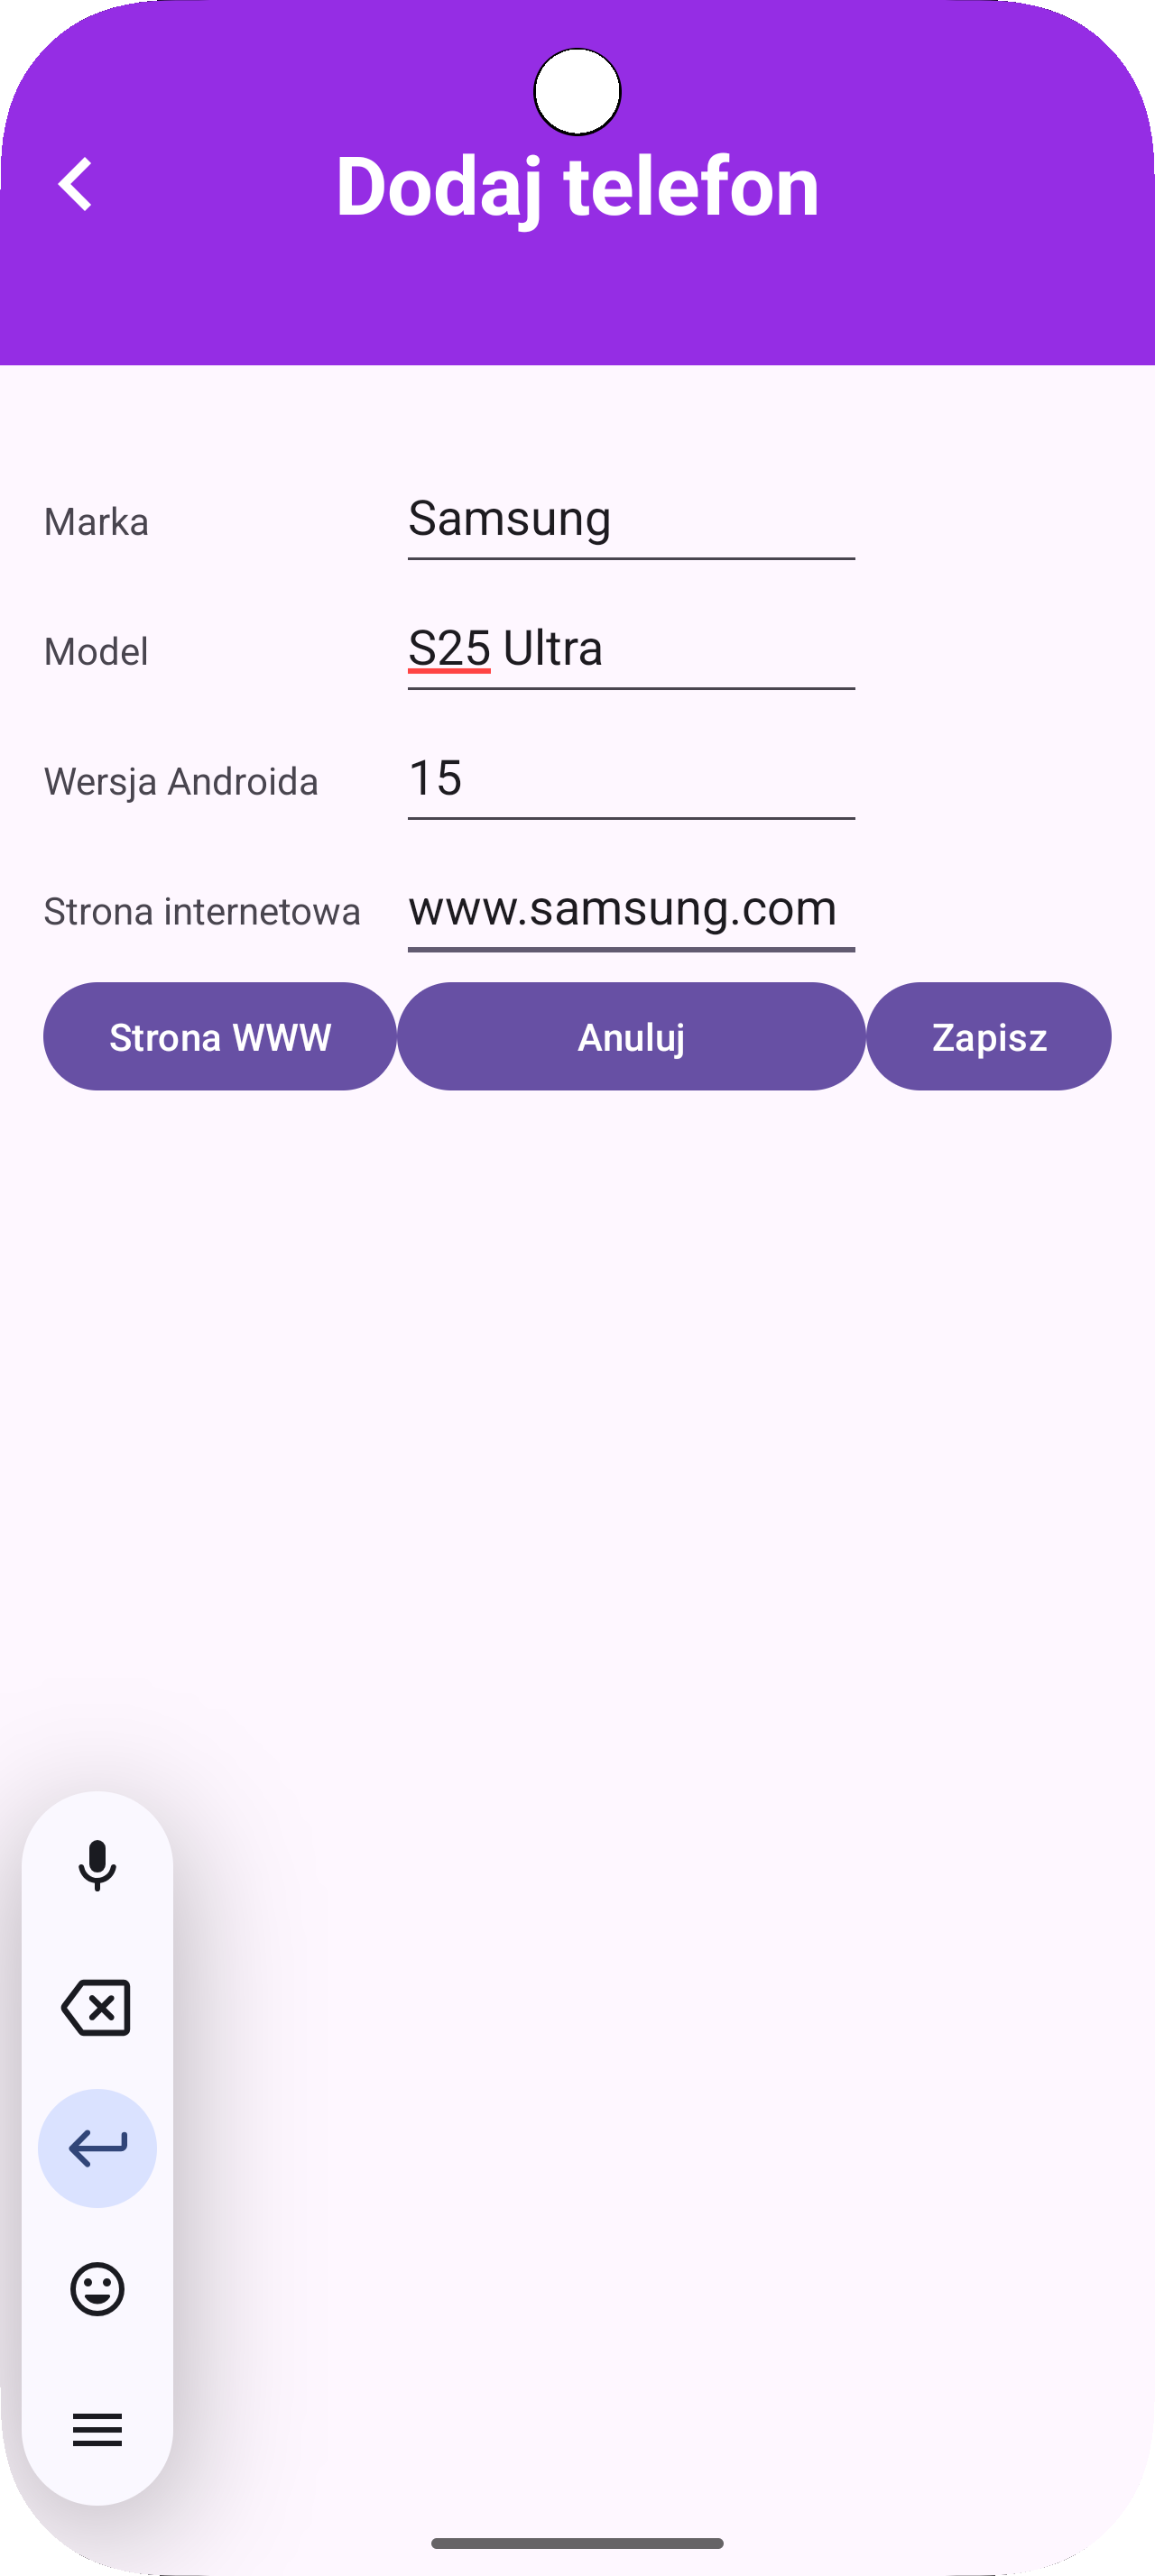 Dodaj telefon
Marka Samsung
Model S25 Ultra
Wersja Androida 15
Strona internetowa www.samsung.com
Strona WWW Anuluj Zapisz